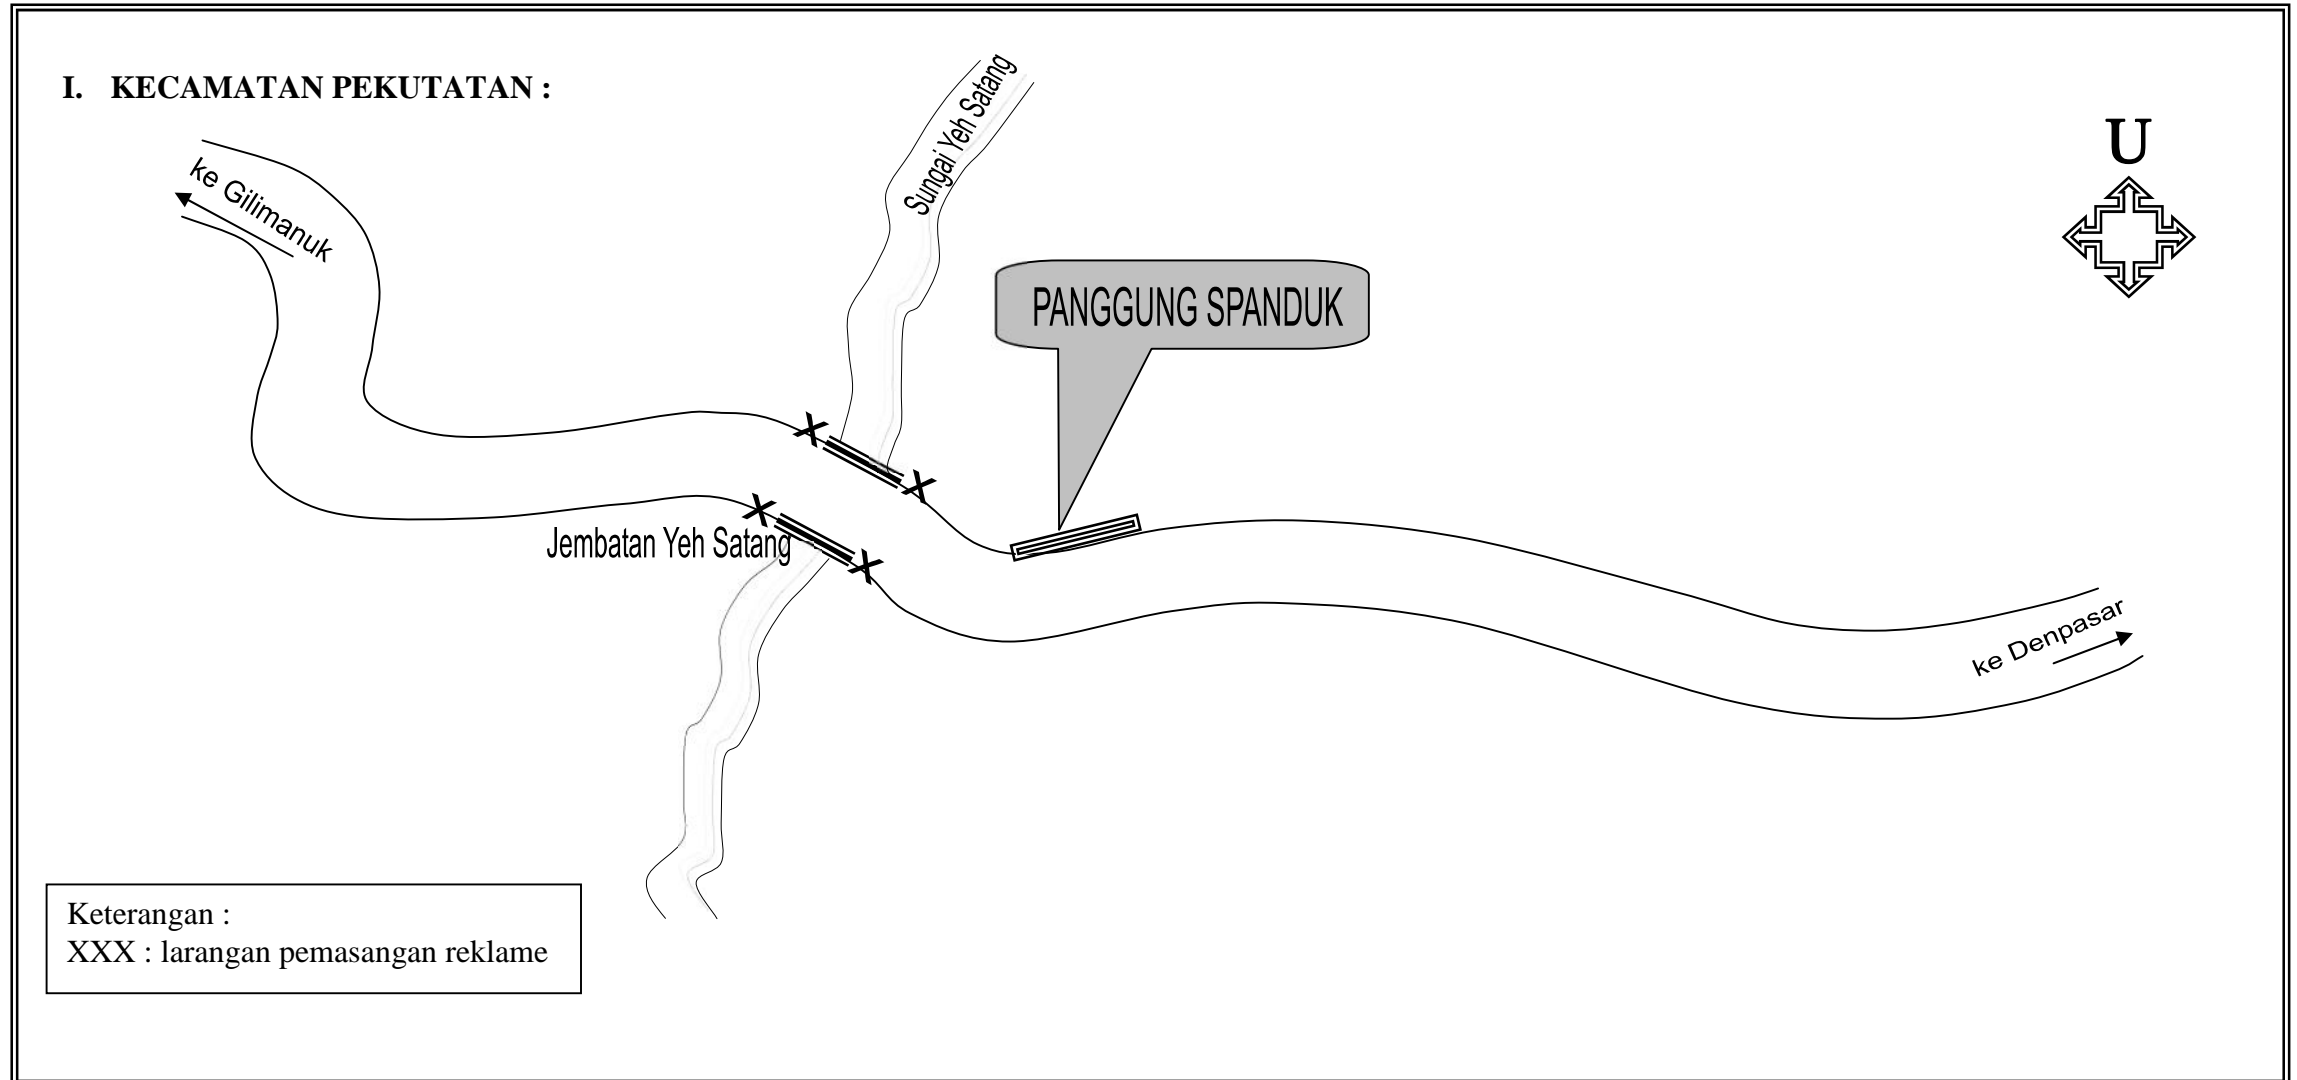 I. KECAMATAN PEKUTATAN :
Sungai Yeh Satang
U
ke Gilimanuk
PANGGUNG SPANDUK
X
X
X
Jembatan Yeh Satang
X
ke Denpasar
Keterangan :
XXX : larangan pemasangan reklame